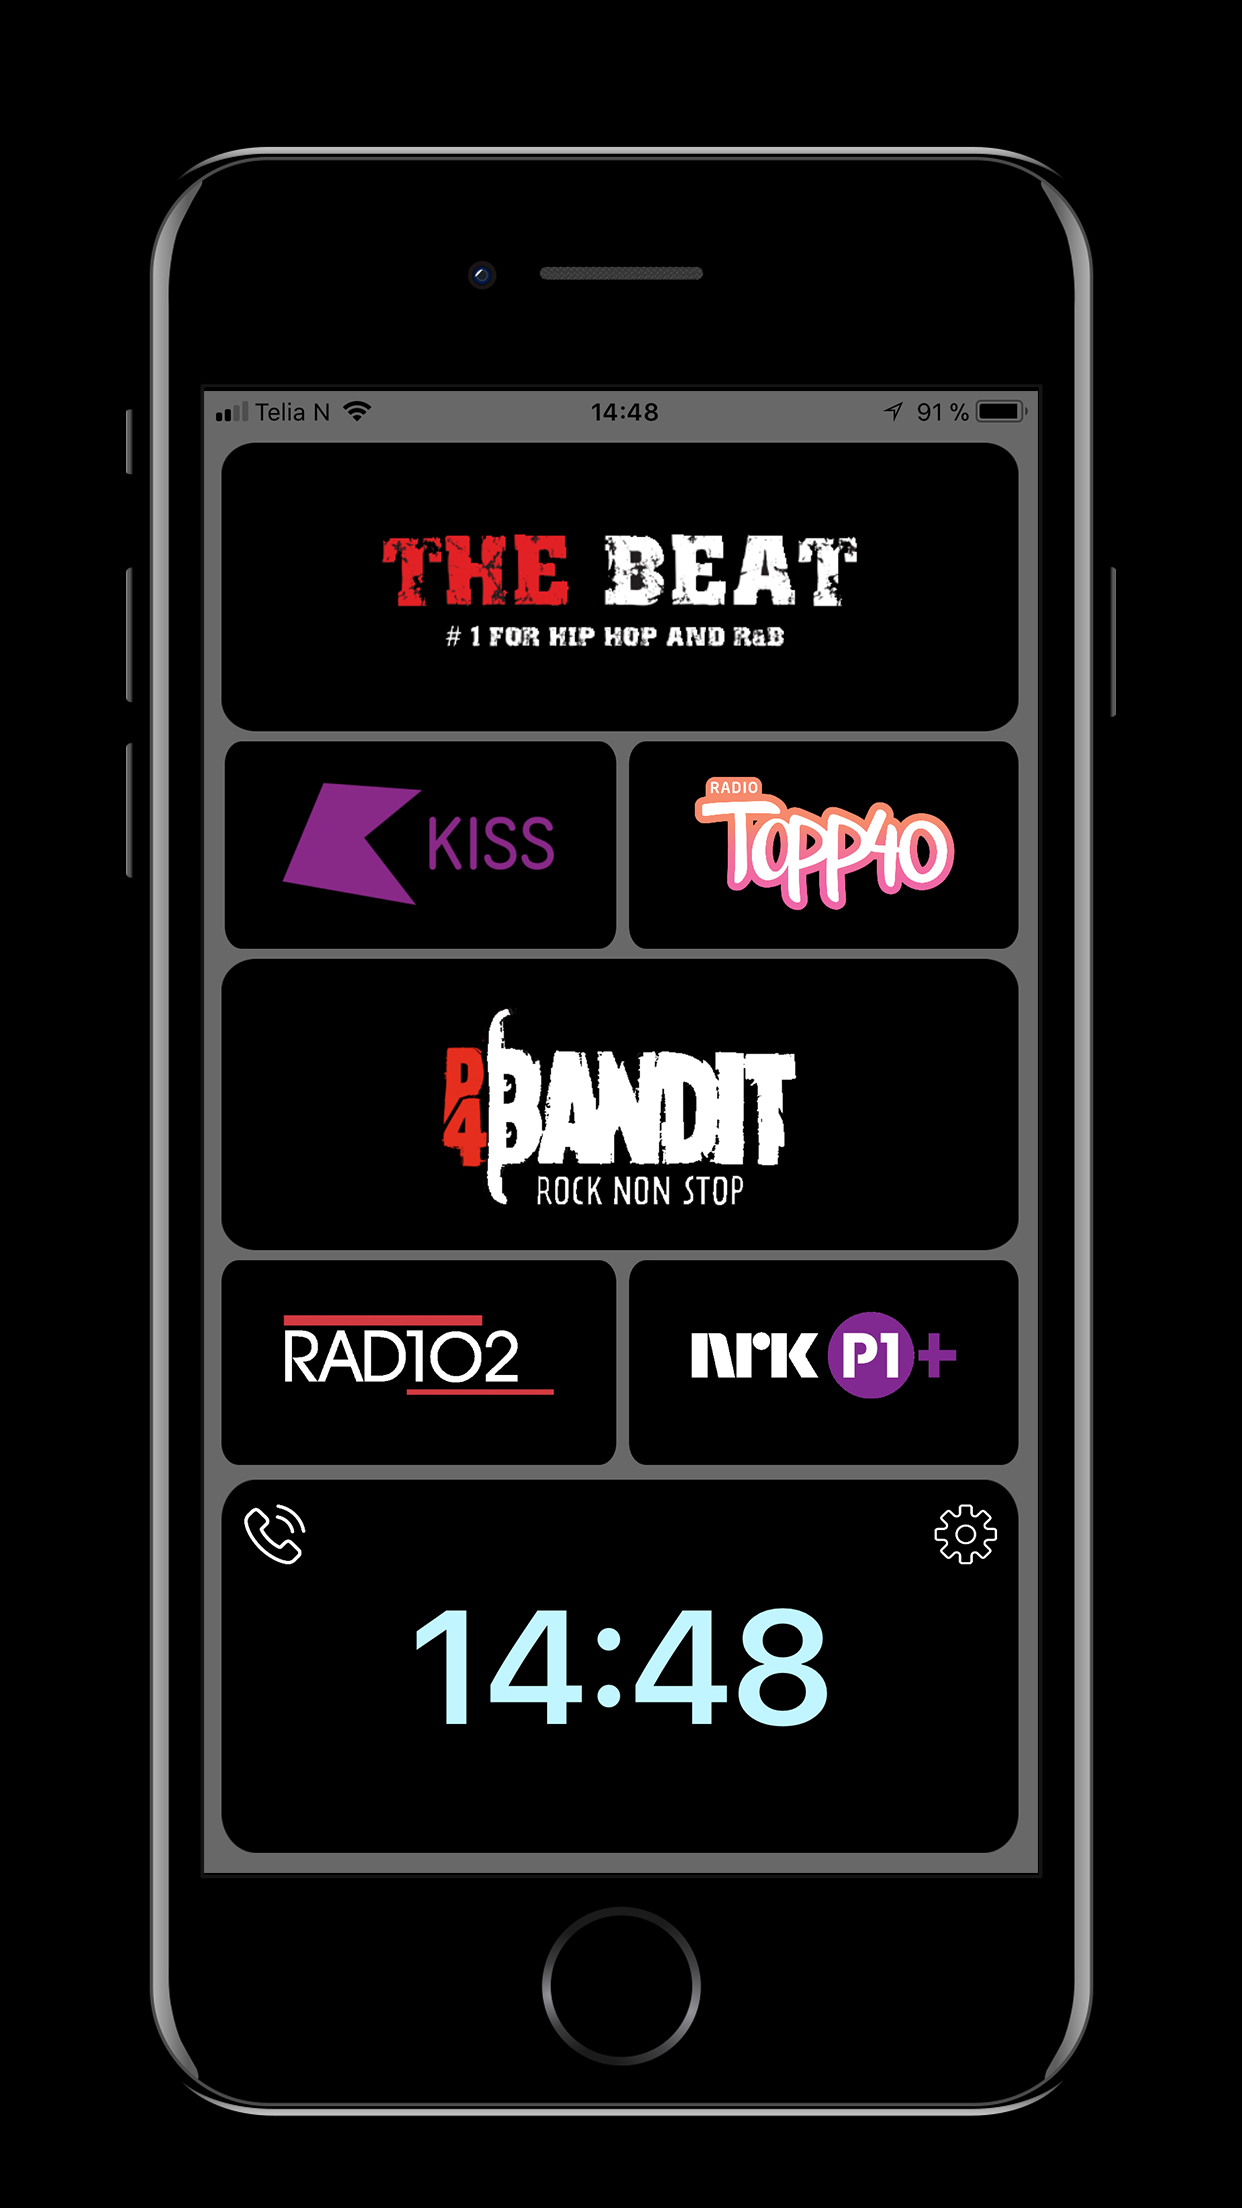 Telia N 14:48 91 %
THE BEAT
# 1 FOR HIP HOP AND R&B
KISS
RADIO
TOPP40
P4 BANDIT
ROCK NON STOP
RAD1O2
NRK P1+
14:48